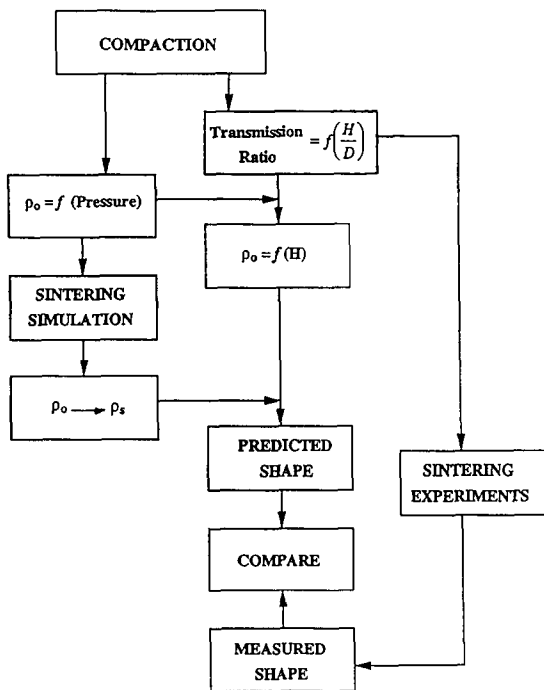 COMPACTION
Transmission Ratio = f(H/D)
ρₒ = f (Pressure)
ρₒ = f (H)
SINTERING
SIMULATION
ρₒ → ρₛ
PREDICTED
SHAPE
SINTERING
EXPERIMENTS
COMPARE
MEASURED
SHAPE